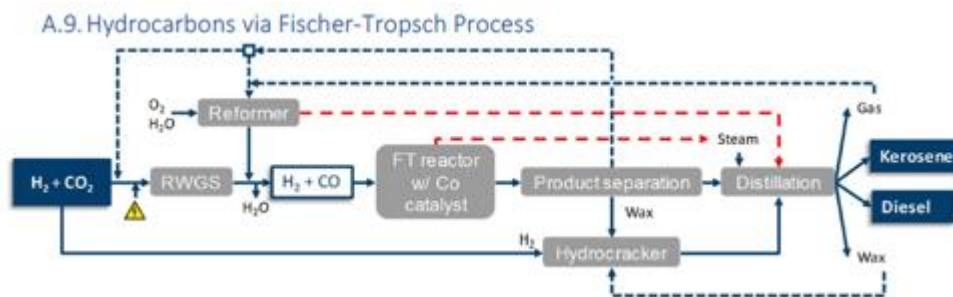 A.9. Hydrocarbons via Fischer-Tropsch Process
O₂
H₂O
Reformer
Gas
Steam
Kerosene
H₂ + CO₂
RWGS
H₂O
H₂ + CO
FT reactor
w/ Co
catalyst
Product separation
Distillation
Diesel
Wax
H₂
Hydrocracker
Wax